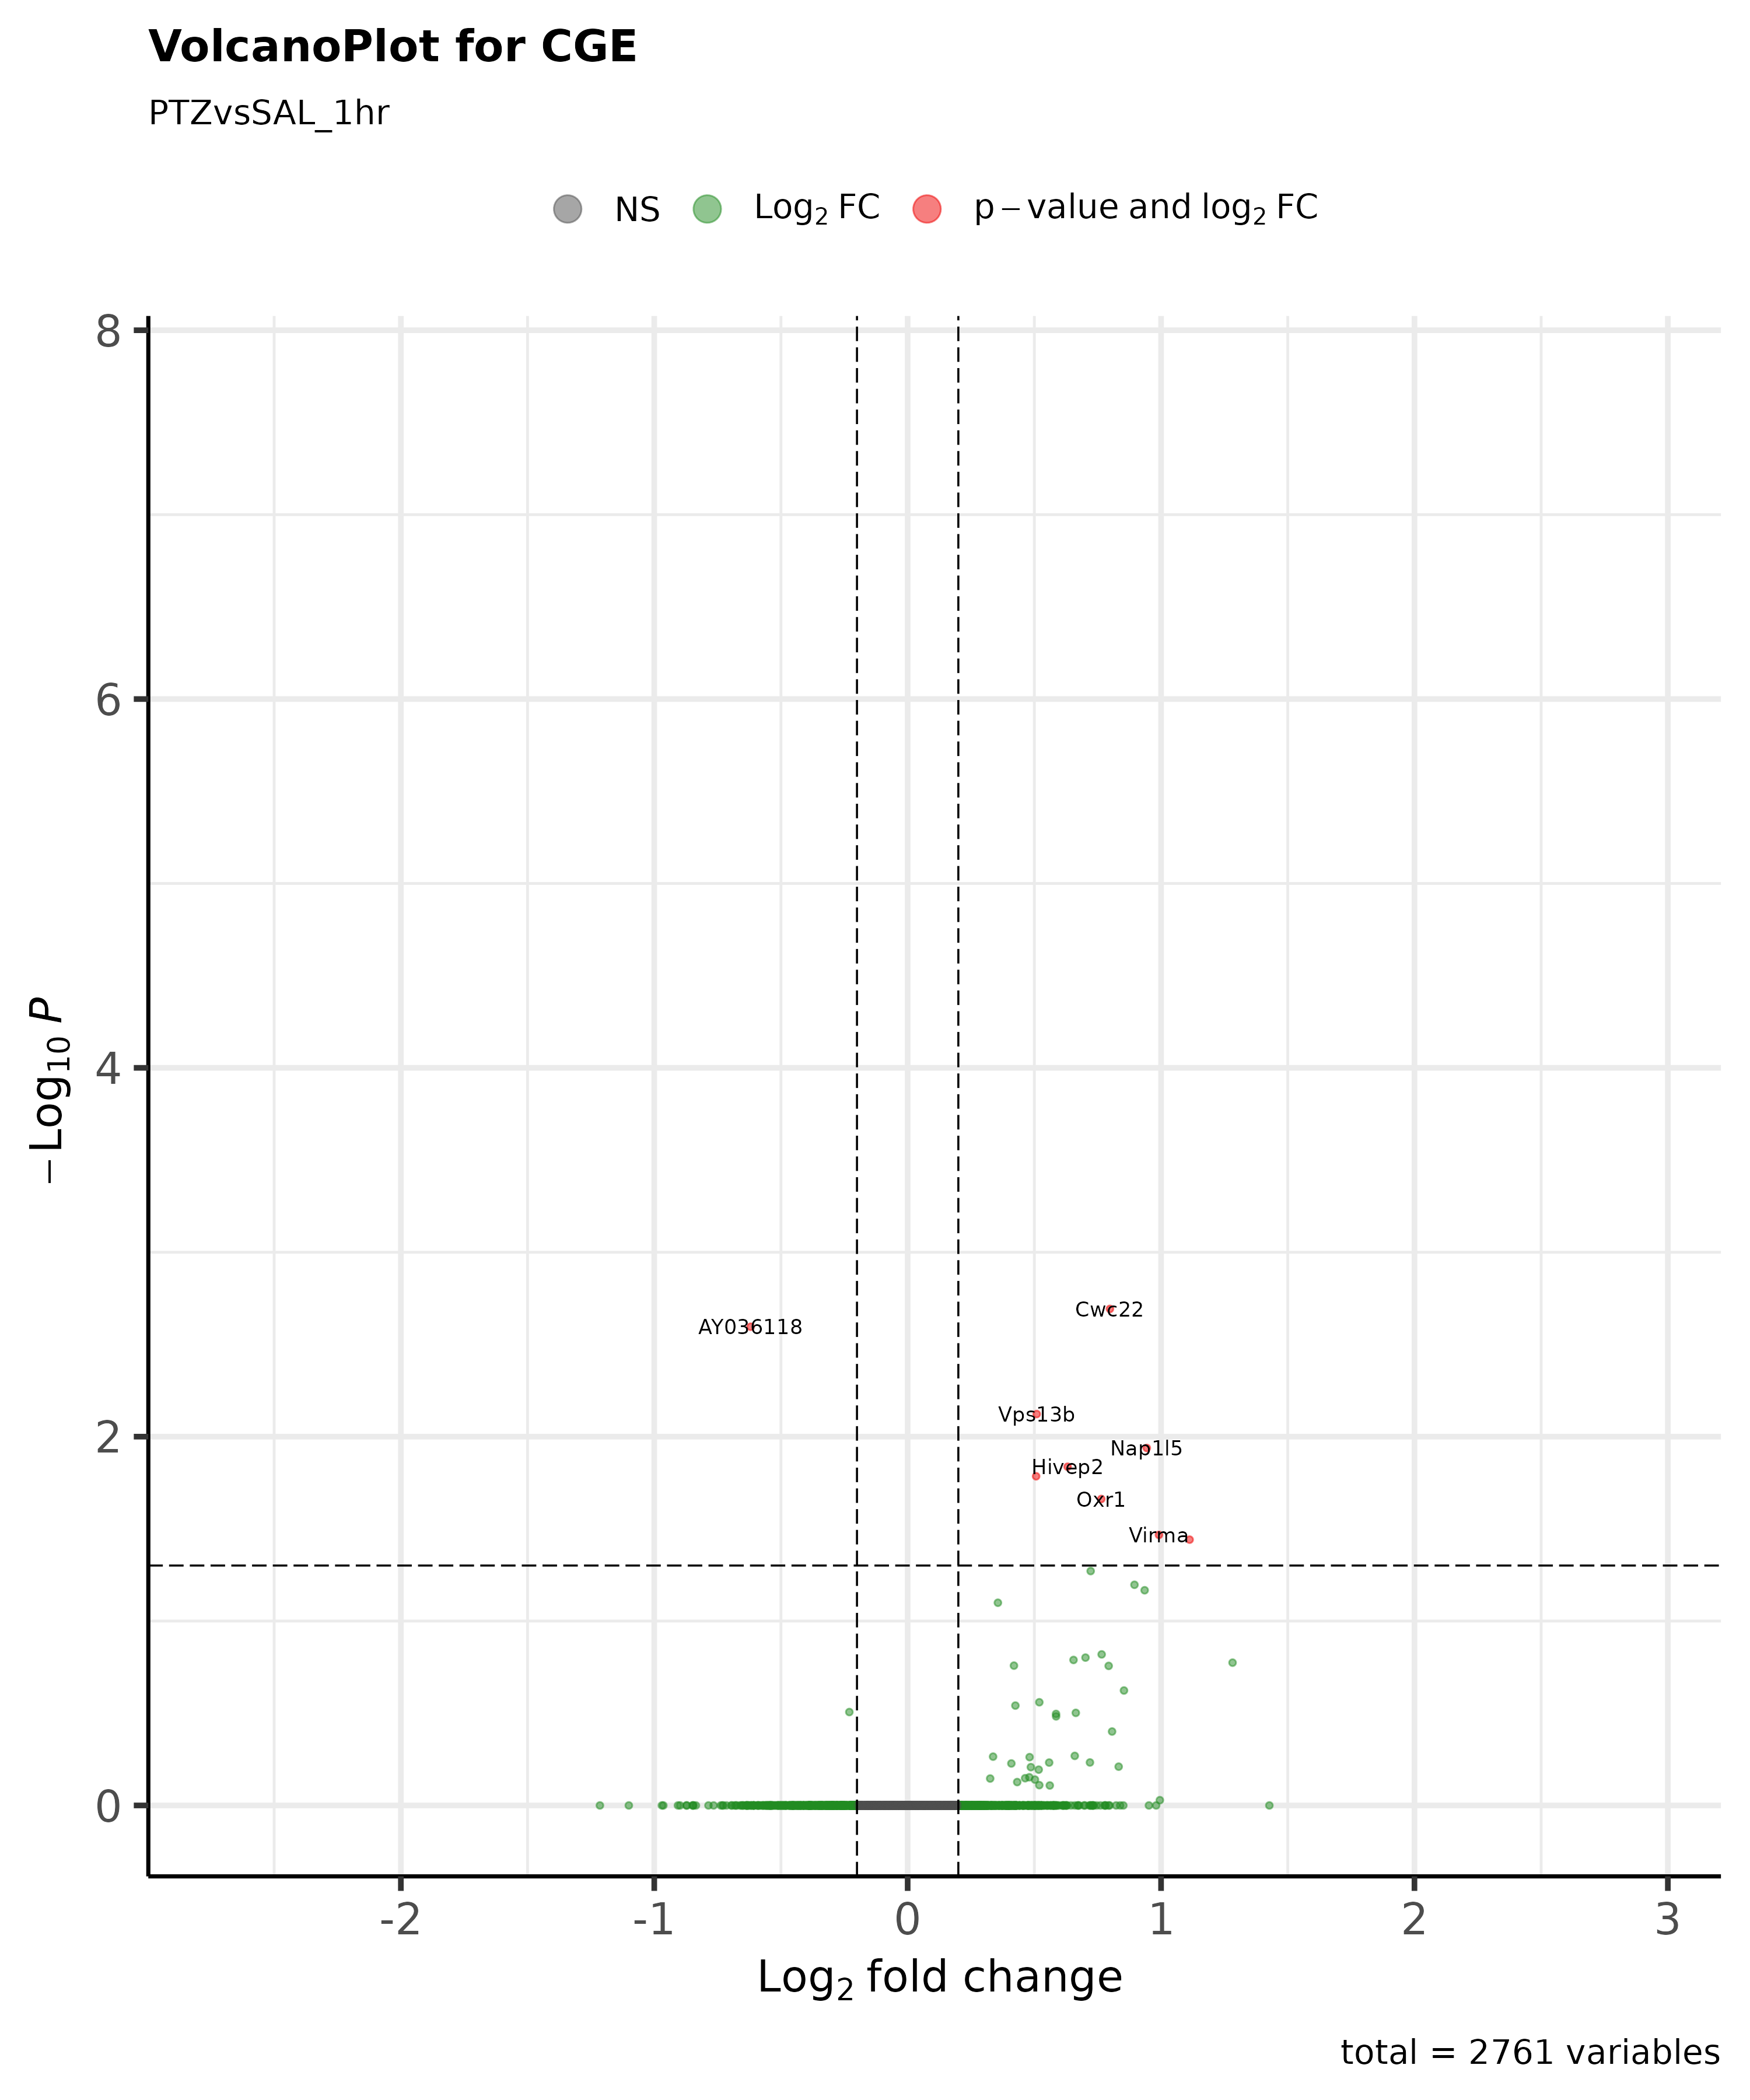 VolcanoPlot for CGE
PTZvsSAL_1hr
NS Log2 FC p−value and log2 FC
8
6
4
2
0
−Log10 P
Cwc22
AY036118
Vps13b
Nap1l5
Hivep2
Oxr1
Virma
-2 -1 0 1 2 3
Log2 fold change
total = 2761 variables